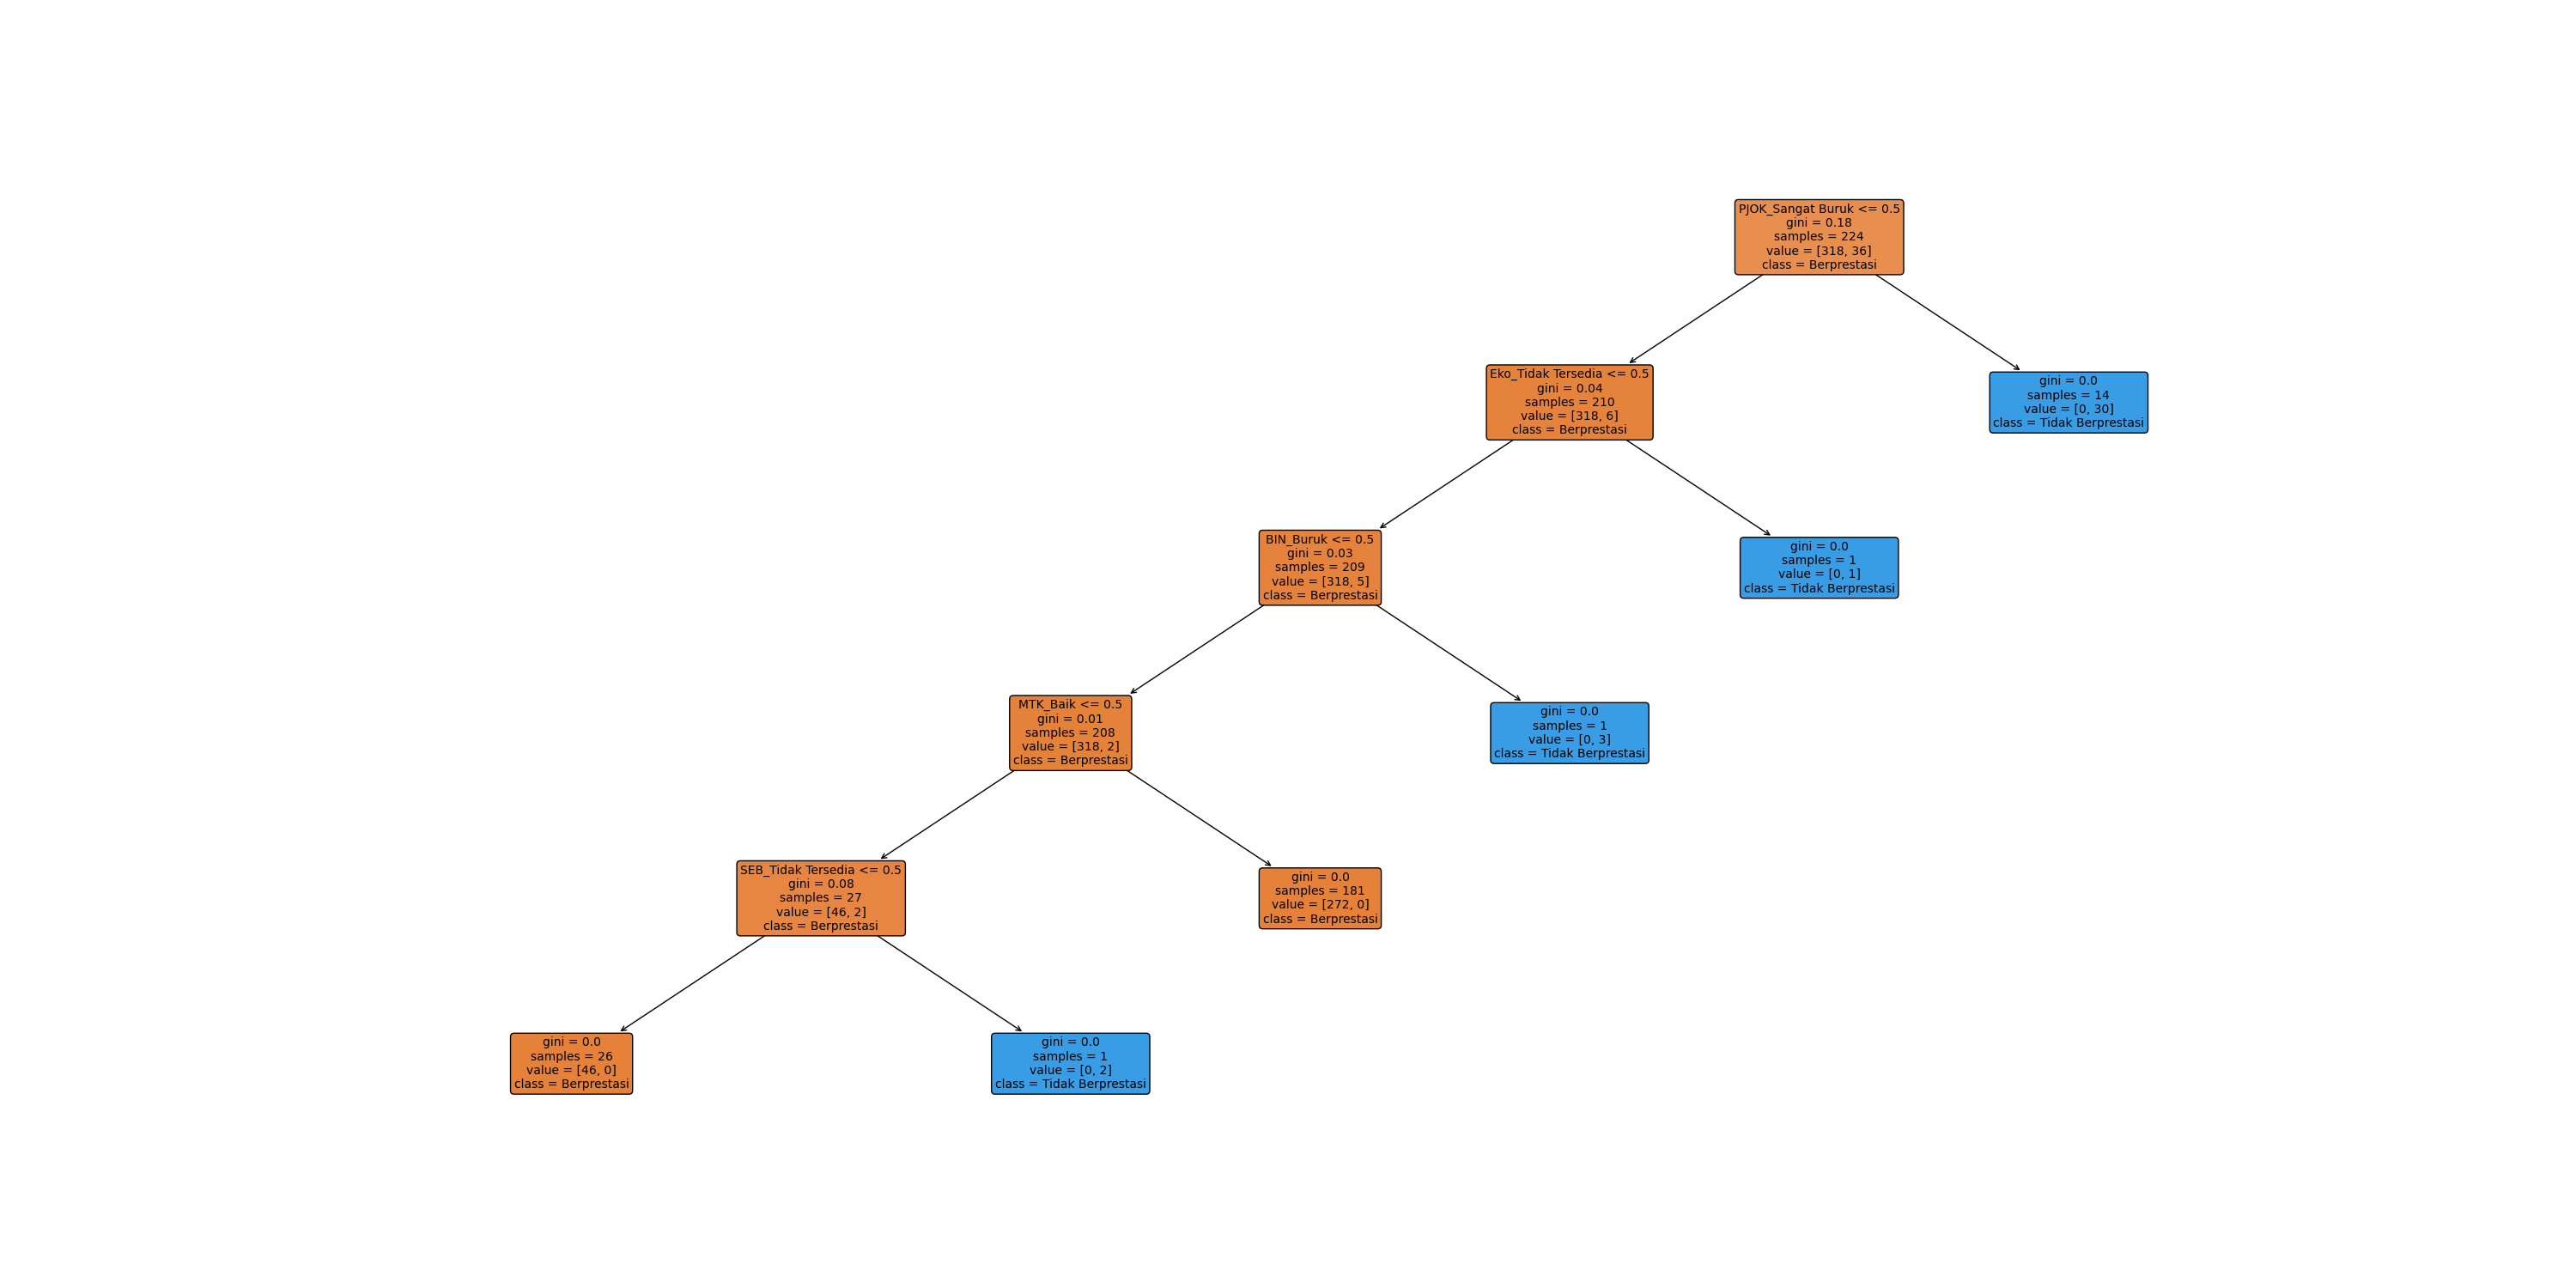 PJOK_Sangat Buruk <= 0.5
gini = 0.18
samples = 224
value = [318, 36]
class = Berprestasi
Eko_Tidak Tersedia <= 0.5
gini = 0.04
samples = 210
value = [318, 6]
class = Berprestasi
gini = 0.0
samples = 14
value = [0, 30]
class = Tidak Berprestasi
BIN_Buruk <= 0.5
gini = 0.03
samples = 209
value = [318, 5]
class = Berprestasi
gini = 0.0
samples = 1
value = [0, 1]
class = Tidak Berprestasi
MTK_Baik <= 0.5
gini = 0.01
samples = 208
value = [318, 2]
class = Berprestasi
gini = 0.0
samples = 1
value = [0, 3]
class = Tidak Berprestasi
SEB_Tidak Tersedia <= 0.5
gini = 0.08
samples = 27
value = [46, 2]
class = Berprestasi
gini = 0.0
samples = 181
value = [272, 0]
class = Berprestasi
gini = 0.0
samples = 26
value = [46, 0]
class = Berprestasi
gini = 0.0
samples = 1
value = [0, 2]
class = Tidak Berprestasi